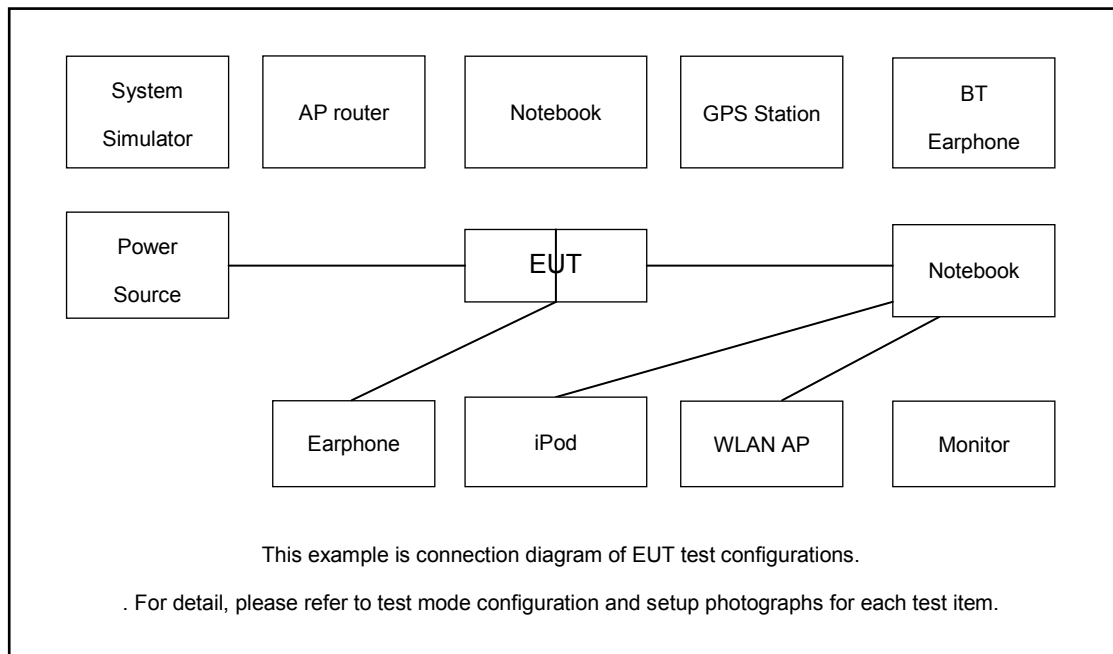 System
Simulator
AP router
Notebook
GPS Station
BT
Earphone
Power
Source
EUT
Notebook
Earphone
iPod
WLAN AP
Monitor
This example is connection diagram of EUT test configurations.
. For detail, please refer to test mode configuration and setup photographs for each test item.